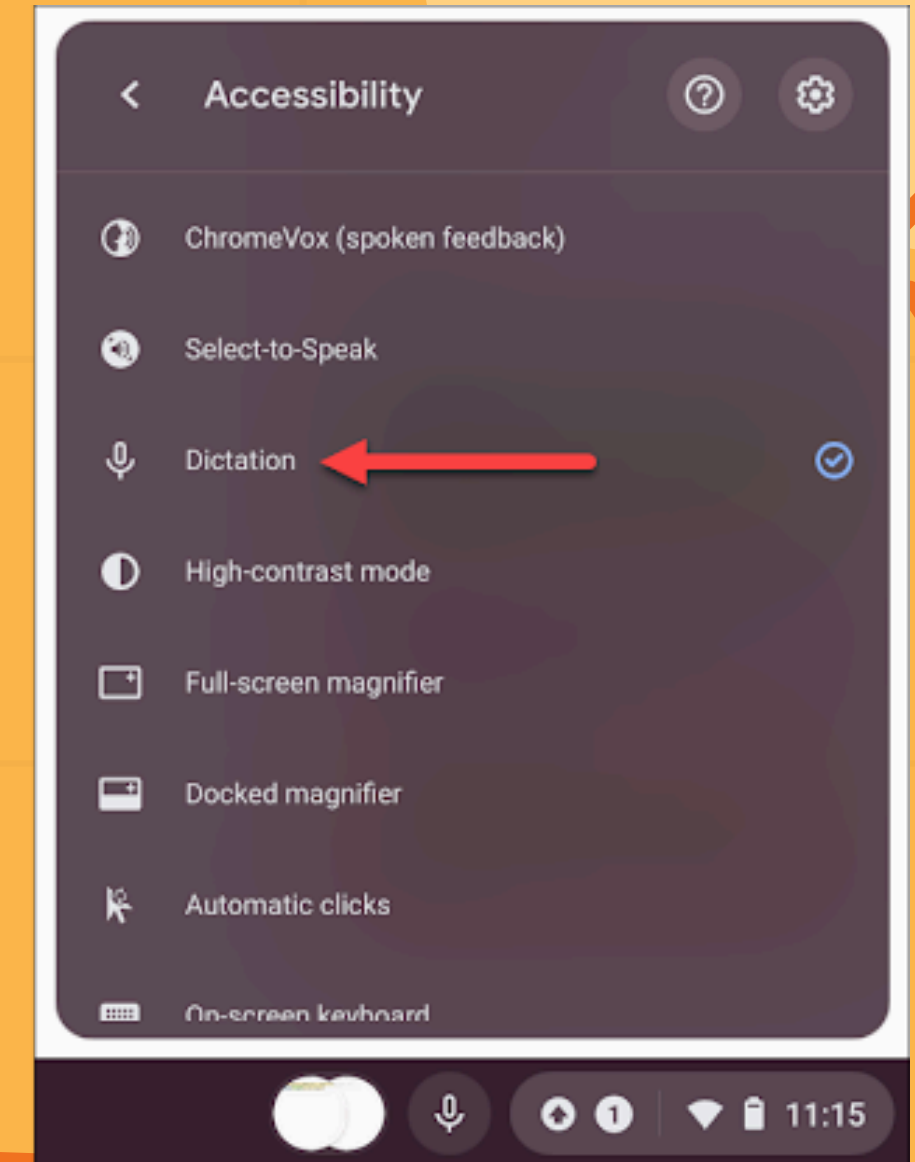 Accessibility
ChromeVox (spoken feedback)
Select-to-Speak
Dictation
High-contrast mode
Full-screen magnifier
Docked magnifier
Automatic clicks
On-screen keyboard
1 11:15